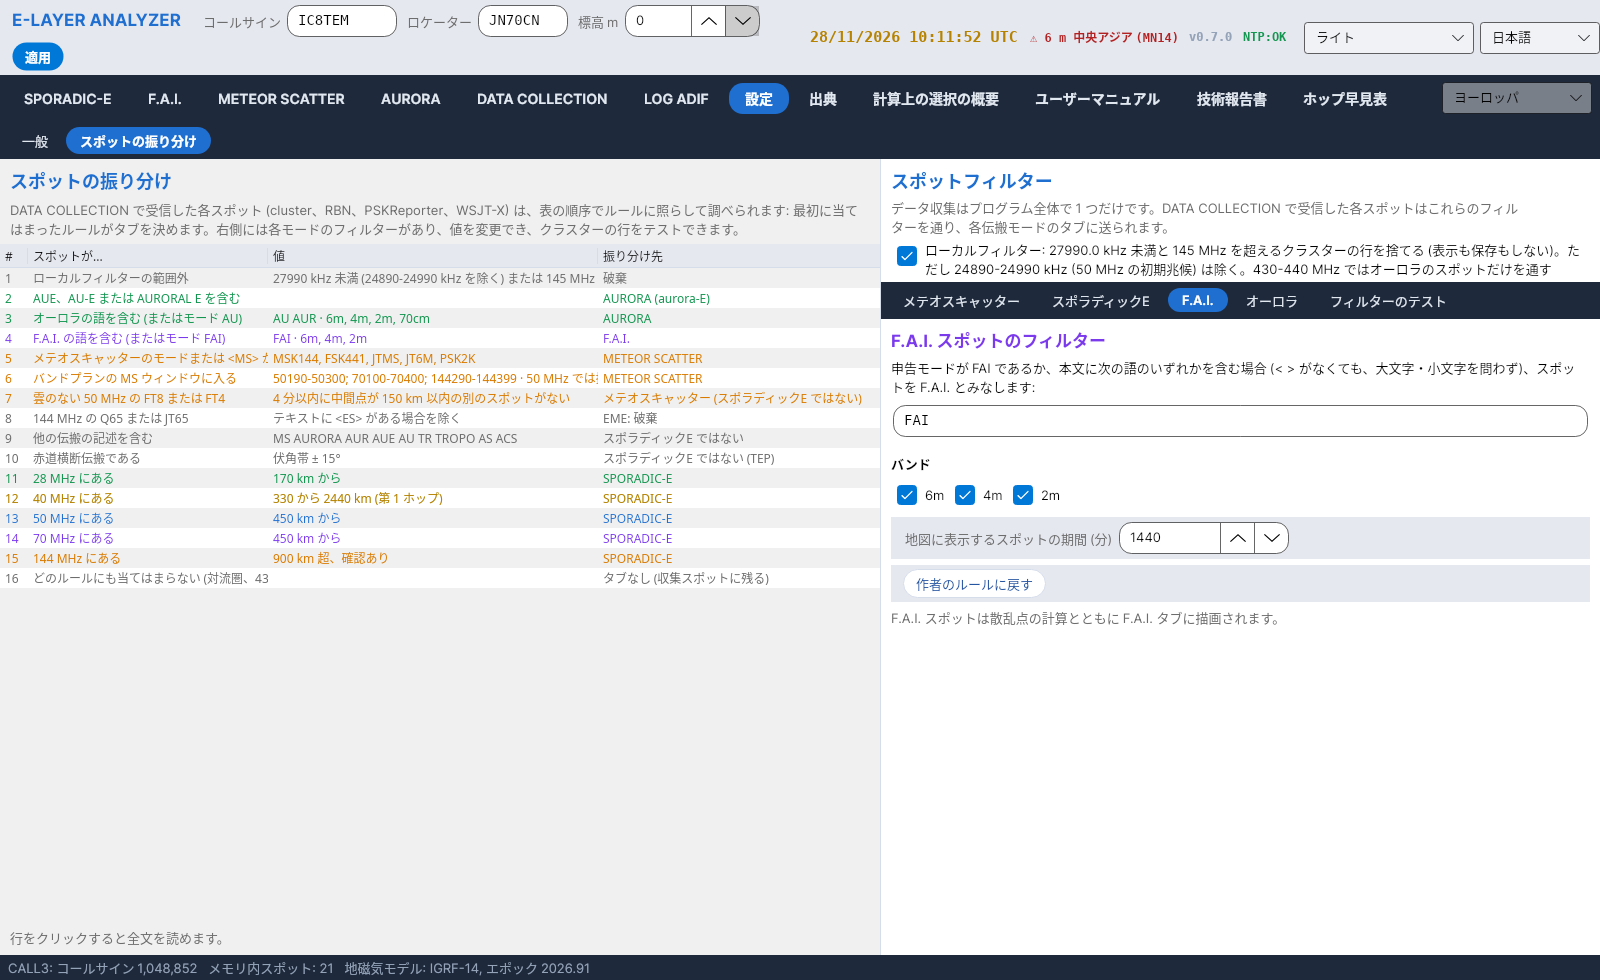 E-LAYER ANALYZER コールサイン IC8TEM ロケーター JN70CN 標高 m 0
28/11/2026 10:11:52 UTC ⚠ 6 m 中央アジア (MN14) v0.7.0 NTP:OK ライト 日本語
適用
SPORADIC-E F.A.I. METEOR SCATTER AURORA DATA COLLECTION LOG ADIF 設定 出典 計算上の選択の概要 ユーザーマニュアル 技術報告書 ホップ早見表 ヨーロッパ
一般 スポットの振り分け
スポットの振り分け
DATA COLLECTION で受信した各スポット (cluster、RBN、PSKReporter、WSJT-X) は、表の順序でルールに照らして調べられます: 最初に当て
はまったルールがタブを決めます。右側には各モードのフィルターがあり、値を変更でき、クラスターの行をテストできます。
# スポットが... 値 振り分け先
1 ローカルフィルターの範囲外 27990 kHz 未満 (24890-24990 kHz を除く) または 145 MHz 破棄
2 AUE、AU-E または AURORAL E を含む AURORA (aurora-E)
3 オーロラの語を含む (またはモード AU) AU AUR · 6m, 4m, 2m, 70cm AURORA
4 F.A.I. の語を含む (またはモード FAI) FAI · 6m, 4m, 2m F.A.I.
5 メテオスキャッターのモードまたは <MS> が MSK144, FSK441, JTMS, JT6M, PSK2K METEOR SCATTER
6 バンドプランの MS ウィンドウに入る 50190-50300; 70100-70400; 144290-144399 · 50 MHz では METEOR SCATTER
7 雲のない 50 MHz の FT8 または FT4 4 分以内に中間点が 150 km 以内の別のスポットがない メテオスキャッター (スポラディックE ではない)
8 144 MHz の Q65 または JT65 テキストに <ES> がある場合を除く EME: 破棄
9 他の伝搬の記述を含む MS AURORA AUR AUE AU TR TROPO AS ACS スポラディックE ではない
10 赤道横断伝搬である 伏角帯 ± 15° スポラディックE ではない (TEP)
11 28 MHz にある 170 km から SPORADIC-E
12 40 MHz にある 330 から 2440 km (第 1 ホップ) SPORADIC-E
13 50 MHz にある 450 km から SPORADIC-E
14 70 MHz にある 450 km から SPORADIC-E
15 144 MHz にある 900 km 超、確認あり SPORADIC-E
16 どのルールにも当てはまらない (対流圏、43 タブなし (収集スポットに残る)
行をクリックすると全文を読めます。
スポットフィルター
データ収集はプログラム全体で 1 つだけです。DATA COLLECTION で受信した各スポットはこれらのフィル
ターを通り、各伝搬モードのタブに送られます。
ローカルフィルター: 27990.0 kHz 未満と 145 MHz を超えるクラスターの行を捨てる (表示も保存もしない)。た
だし 24890-24990 kHz (50 MHz の初期兆候) は除く。430-440 MHz ではオーロラのスポットだけを通す
メテオスキャッター スポラディックE F.A.I. オーロラ フィルターのテスト
F.A.I. スポットのフィルター
申告モードが FAI であるか、本文に次の語のいずれかを含む場合 (< > がなくても、大文字・小文字を問わず)、スポッ
トを F.A.I. とみなします:
FAI
バンド
6m 4m 2m
地図に表示するスポットの期間 (分) 1440
作者のルールに戻す
F.A.I. スポットは散乱点の計算とともに F.A.I. タブに描画されます。
CALL3: コールサイン 1,048,852 メモリ内スポット: 21 地磁気モデル: IGRF-14, エポック 2026.91